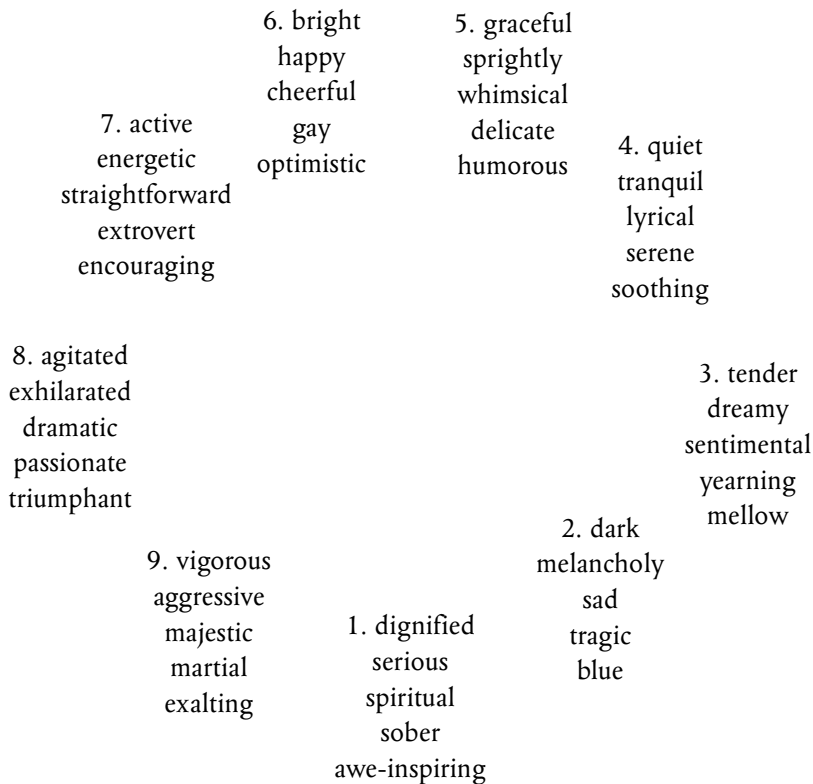 6. bright
happy
cheerful
gay
optimistic
5. graceful
sprightly
whimsical
delicate
humorous
7. active
energetic
straightforward
extrovert
encouraging
4. quiet
tranquil
lyrical
serene
soothing
8. agitated
exhilarated
dramatic
passionate
triumphant
3. tender
dreamy
sentimental
yearning
mellow
9. vigorous
aggressive
majestic
martial
exalting
2. dark
melancholy
sad
tragic
blue
1. dignified
serious
spiritual
sober
awe-inspiring